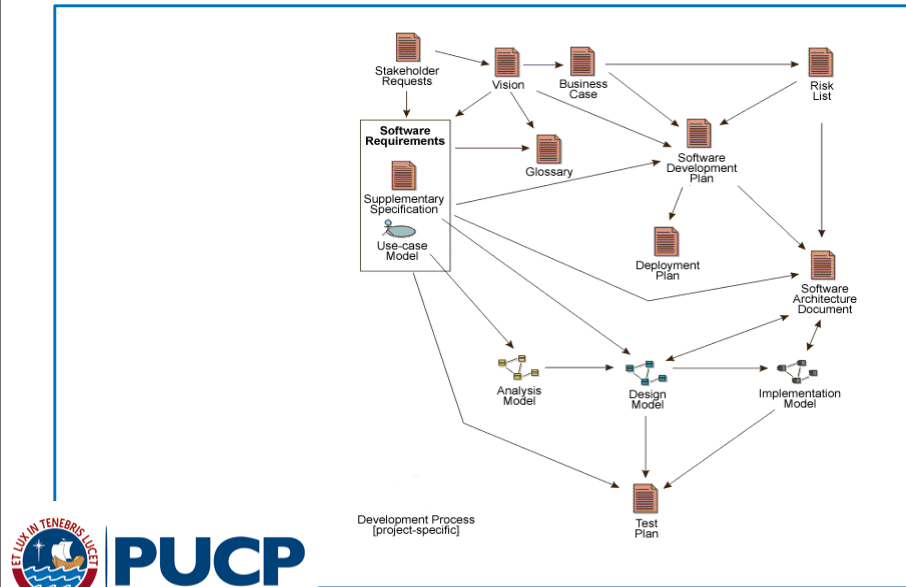 Stakeholder
Requests
Vision
Business
Case
Risk
List
Software
Requirements
Glossary
Software
Development
Plan
Supplementary
Specification
Use-case
Model
Deployment
Plan
Software
Architecture
Document
Analysis
Model
Design
Model
Implementation
Model
Test
Plan
Development Process
[project-specific]
ET LUX IN TENEBRIS LUCET
PUCP